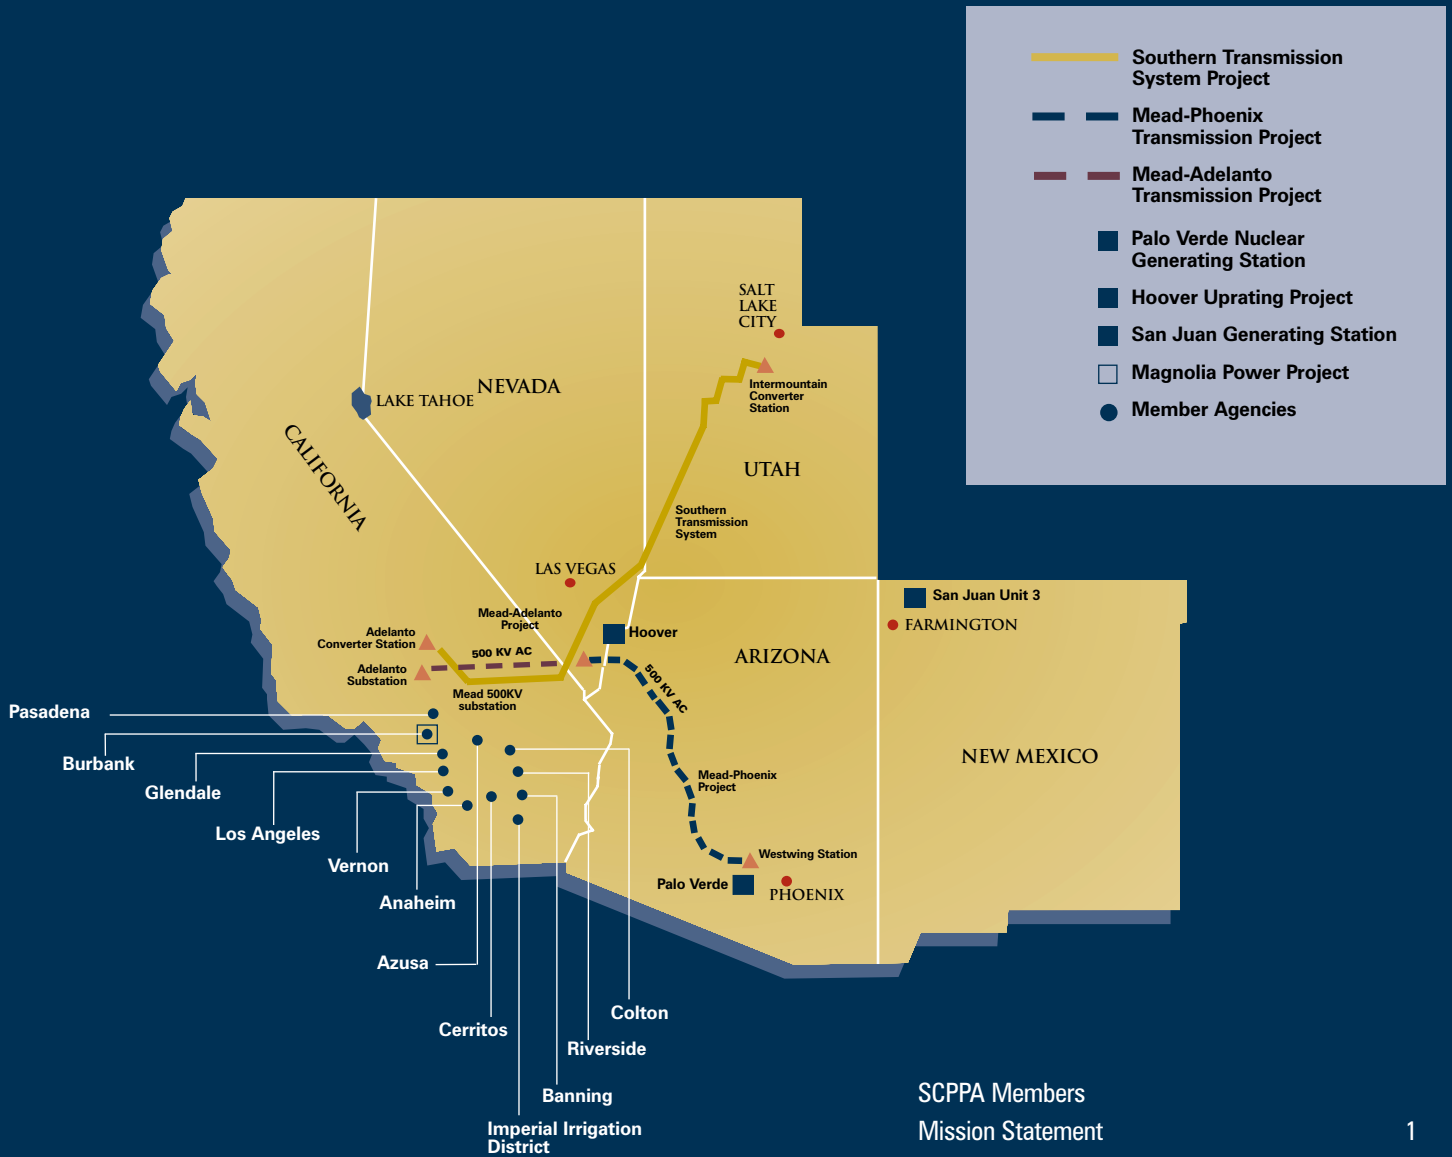 Southern Transmission
System Project
Mead-Phoenix
Transmission Project
Mead-Adelanto
Transmission Project
Palo Verde Nuclear
Generating Station
Hoover Uprating Project
San Juan Generating Station
Magnolia Power Project
Member Agencies
SALT
LAKE
CITY
Intermountain
Converter
Station
NEVADA
LAKE TAHOE
CALIFORNIA
UTAH
Southern
Transmission
System
LAS VEGAS
Mead-Adelanto
Project
San Juan Unit 3
FARMINGTON
Hoover
Adelanto
Converter Station
500 KV AC
Adelanto
Substation
ARIZONA
500 KV AC
Mead 500KV
substation
Pasadena
Burbank
Glendale
Los Angeles
Vernon
Anaheim
Azusa
Cerritos
Colton
Riverside
Banning
Imperial Irrigation
District
NEW MEXICO
Mead-Phoenix
Project
Westwing Station
Palo Verde
PHOENIX
SCPPA Members
Mission Statement 1